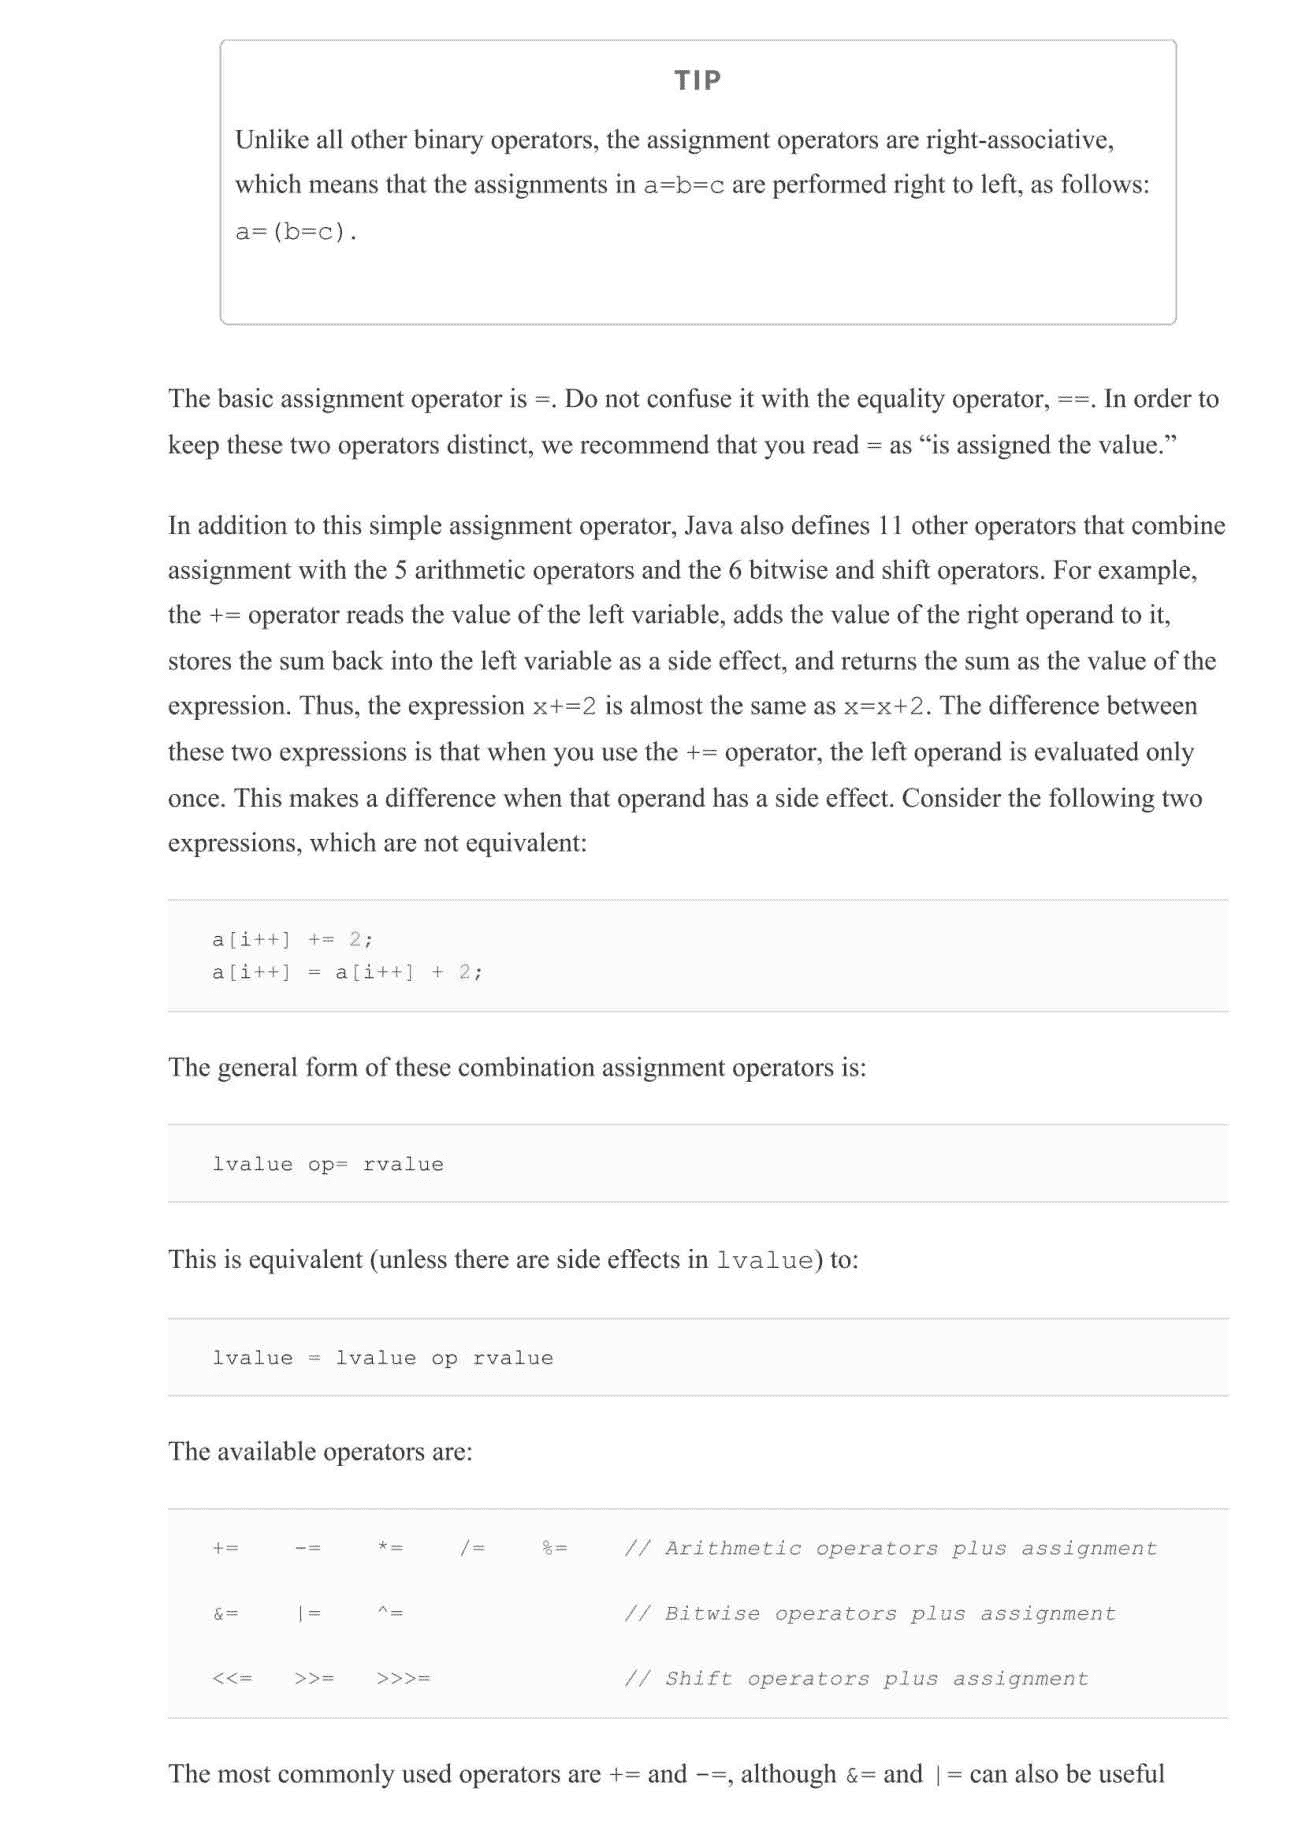 TIP
Unlike all other binary operators, the assignment operators are right-associative,
which means that the assignments in a=b=c are performed right to left, as follows:
a=(b=c).
The basic assignment operator is =. Do not confuse it with the equality operator, ==. In order to
keep these two operators distinct, we recommend that you read = as “is assigned the value.”
In addition to this simple assignment operator, Java also defines 11 other operators that combine
assignment with the 5 arithmetic operators and the 6 bitwise and shift operators. For example,
the += operator reads the value of the left variable, adds the value of the right operand to it,
stores the sum back into the left variable as a side effect, and returns the sum as the value of the
expression. Thus, the expression x+=2 is almost the same as x=x+2. The difference between
these two expressions is that when you use the += operator, the left operand is evaluated only
once. This makes a difference when that operand has a side effect. Consider the following two
expressions, which are not equivalent:
a[i++] += 2;
a[i++] = a[i++] + 2;
The general form of these combination assignment operators is:
lvalue op= rvalue
This is equivalent (unless there are side effects in lvalue) to:
lvalue = lvalue op rvalue
The available operators are:
+=    -=    *=    /=    %=    // Arithmetic operators plus assignment
&=    |=    ^=                // Bitwise operators plus assignment
<<=   >>=   >>>=              // Shift operators plus assignment
The most commonly used operators are += and -=, although &= and |= can also be useful